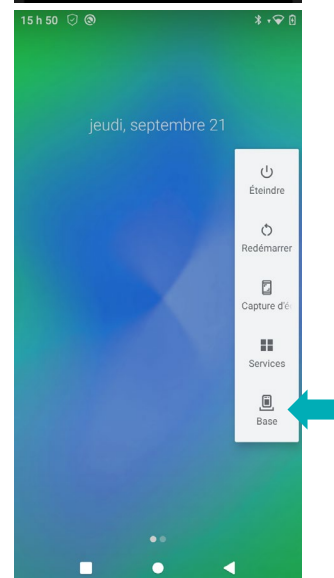 15 h 50
jeudi, septembre 21
Éteindre
Redémarrer
Capture d'é
Services
Base